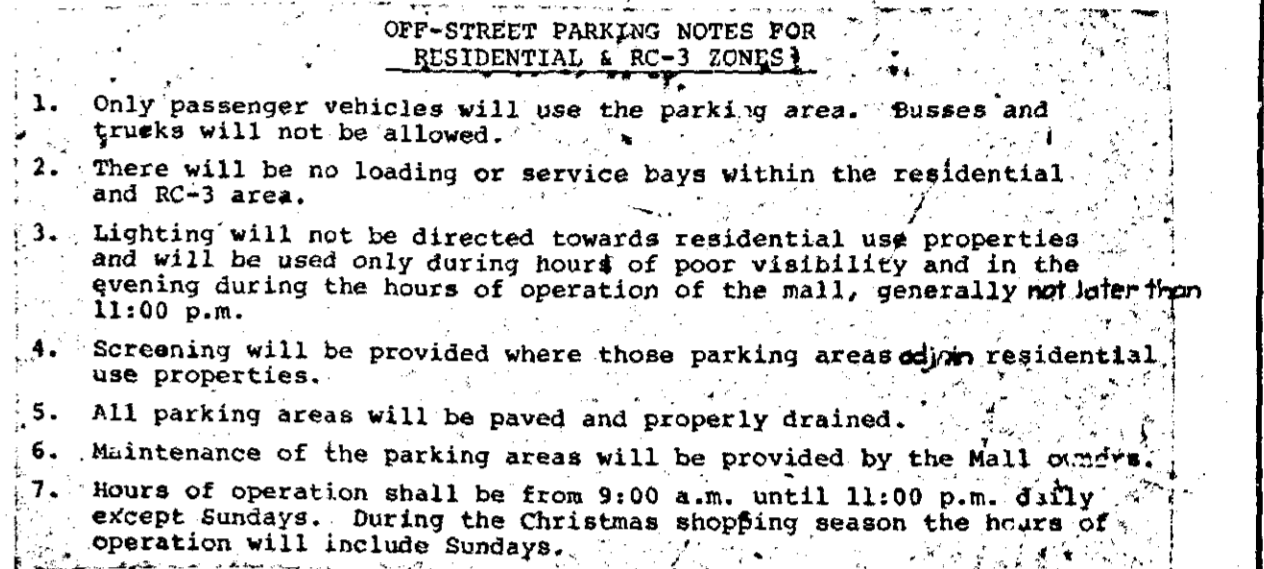 OFF-STREET PARKING NOTES FOR
RESIDENTIAL & RC-3 ZONES:
1. Only passenger vehicles will use the parking area. Busses and
trucks will not be allowed.
2. There will be no loading or service bays within the residential
and RC-3 area.
3. Lighting will not be directed towards residential use properties
and will be used only during hours of poor visibility and in the
evening during the hours of operation of the mall, generally not later than
11:00 p.m.
4. Screening will be provided where those parking areas adjoin residential
use properties.
5. All parking areas will be paved and properly drained.
6. Maintenance of the parking areas will be provided by the Mall owners.
7. Hours of operation shall be from 9:00 a.m. until 11:00 p.m. daily
except Sundays. During the Christmas shopping season the hours of
operation will include Sundays.